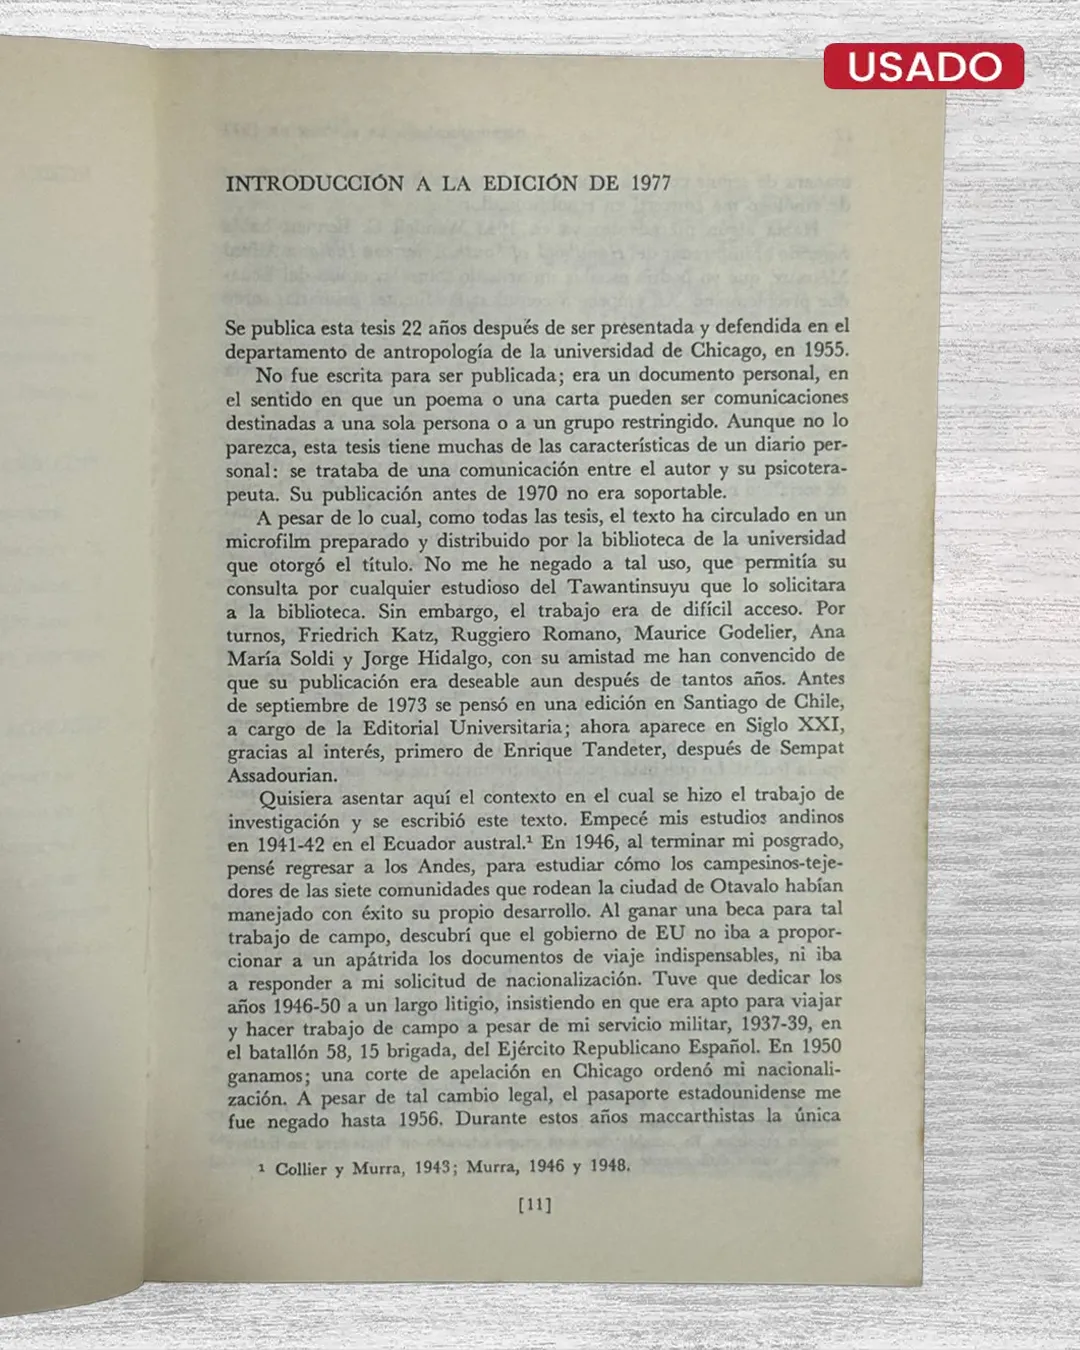 USADO
INTRODUCCIÓN A LA EDICIÓN DE 1977
Se publica esta tesis 22 años después de ser presentada y defendida en el
departamento de antropología de la universidad de Chicago, en 1955.
No fue escrita para ser publicada; era un documento personal, en
el sentido en que un poema o una carta pueden ser comunicaciones
destinadas a una sola persona o a un grupo restringido. Aunque no lo
parezca, esta tesis tiene muchas de las características de un diario per-
sonal: se trataba de una comunicación entre el autor y su psicotera-
peuta. Su publicación antes de 1970 no era soportable.
A pesar de lo cual, como todas las tesis, el texto ha circulado en un
microfilm preparado y distribuido por la biblioteca de la universidad
que otorgó el título. No me he negado a tal uso, que permitía su
consulta por cualquier estudioso del Tawantinsuyu que lo solicitara
a la biblioteca. Sin embargo, el trabajo era de difícil acceso. Por
turnos, Friedrich Katz, Ruggiero Romano, Maurice Godelier, Ana
María Soldi y Jorge Hidalgo, con su amistad me han convencido de
que su publicación era deseable aun después de tantos años. Antes
de septiembre de 1973 se pensó en una edición en Santiago de Chile,
a cargo de la Editorial Universitaria; ahora aparece en Siglo XXI,
gracias al interés, primero de Enrique Tandeter, después de Sempat
Assadourian.
Quisiera asentar aquí el contexto en el cual se hizo el trabajo de
investigación y se escribió este texto. Empecé mis estudios andinos
en 1941-42 en el Ecuador austral.¹ En 1946, al terminar mi posgrado,
pensé regresar a los Andes, para estudiar cómo los campesinos-teje-
dores de las siete comunidades que rodean la ciudad de Otavalo habían
manejado con éxito su propio desarrollo. Al ganar una beca para tal
trabajo de campo, descubrí que el gobierno de EU no iba a propor-
cionar a un apátrida los documentos de viaje indispensables, ni iba
a responder a mi solicitud de nacionalización. Tuve que dedicar los
años 1946-50 a un largo litigio, insistiendo en que era apto para viajar
y hacer trabajo de campo a pesar de mi servicio militar, 1937-39, en
el batallón 58, 15 brigada, del Ejército Republicano Español. En 1950
ganamos; una corte de apelación en Chicago ordenó mi nacionali-
zación. A pesar de tal cambio legal, el pasaporte estadounidense me
fue negado hasta 1956. Durante estos años maccarthistas la única
¹ Collier y Murra, 1943; Murra, 1946 y 1948.
[11]